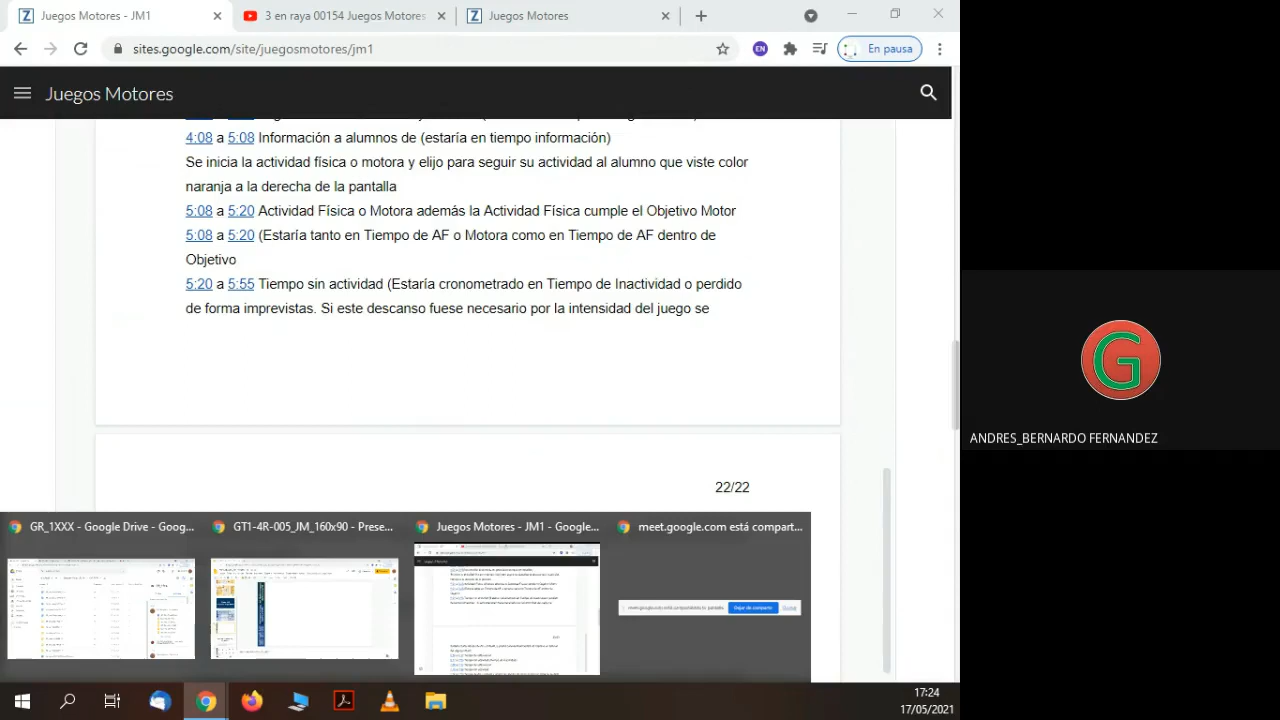 Juegos Motores - JM1
3 en raya 00154 Juegos Motores
Juegos Motores
sites.google.com/site/juegosmotores/jm1
EN
En pausa
Juegos Motores
4:08 a 5:08 Información a alumnos de (estaría en tiempo información)
Se inicia la actividad física o motora y elijo para seguir su actividad al alumno que viste color
naranja a la derecha de la pantalla
5:08 a 5:20 Actividad Física o Motora además la Actividad Física cumple el Objetivo Motor
5:08 a 5:20 (Estaría tanto en Tiempo de AF o Motora como en Tiempo de AF dentro de
Objetivo
5:20 a 5:55 Tiempo sin actividad (Estaría cronometrado en Tiempo de Inactividad o perdido
de forma imprevistas. Si este descanso fuese necesario por la intensidad del juego se
22/22
GR_1XXX - Google Drive - Goog...
GT1-4R-005_JM_160x90 - Prese...
Juegos Motores - JM1 - Google...
meet.google.com está compart...
G
ANDRES_BERNARDO FERNANDEZ
17:24
17/05/2021